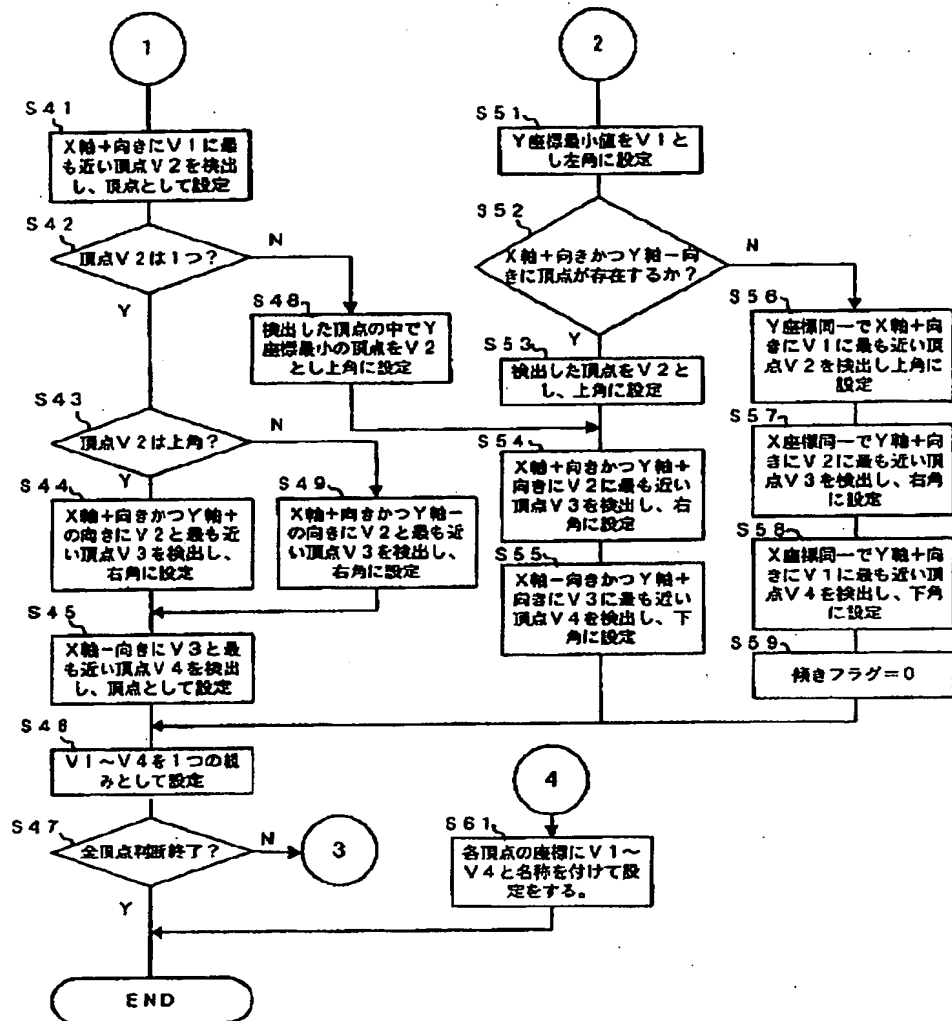 1
S41
X軸+向きにV1に最
も近い頂点V2を検出
し、頂点として設定
S42
頂点V2は1つ?
N
Y
S48
検出した頂点の中でY
座標最小の頂点をV2
とし上角に設定
S43
頂点V2は上角?
N
Y
S44
X軸+向きかつY軸+
の向きにV2と最も近
い頂点V3を検出し、
右角に設定
S49
X軸+向きかつY軸-
の向きにV2と最も近
い頂点V3を検出し、
右角に設定
S45
X軸-向きにV3と最
も近い頂点V4を検出
し、頂点として設定
S46
V1~V4を1つの組
みとして設定
S47
全頂点判断終了?
N
3
Y
END
2
S51
Y座標最小値をV1と
し左角に設定
S52
X軸+向きかつY軸-向
きに頂点が存在するか?
N
Y
S53
検出した頂点をV2と
し、上角に設定
S54
X軸+向きかつY軸+
向きにV2に最も近い
頂点V3を検出し、右
角に設定
S55
X軸-向きかつY軸+
向きにV3に最も近い
頂点V4を検出し、下
角に設定
S56
Y座標同一でX軸+向
きにV1に最も近い頂
点V2を検出し上角に
設定
S57
X座標同一でY軸+向
きにV2に最も近い頂
点V3を検出し、右角
に設定
S58
X座標同一でY軸+向
きにV1に最も近い頂
点V4を検出し、下角
に設定
S59
傾きフラグ=0
4
S61
各頂点の座標にV1~
V4と名称を付けて設
定をする。